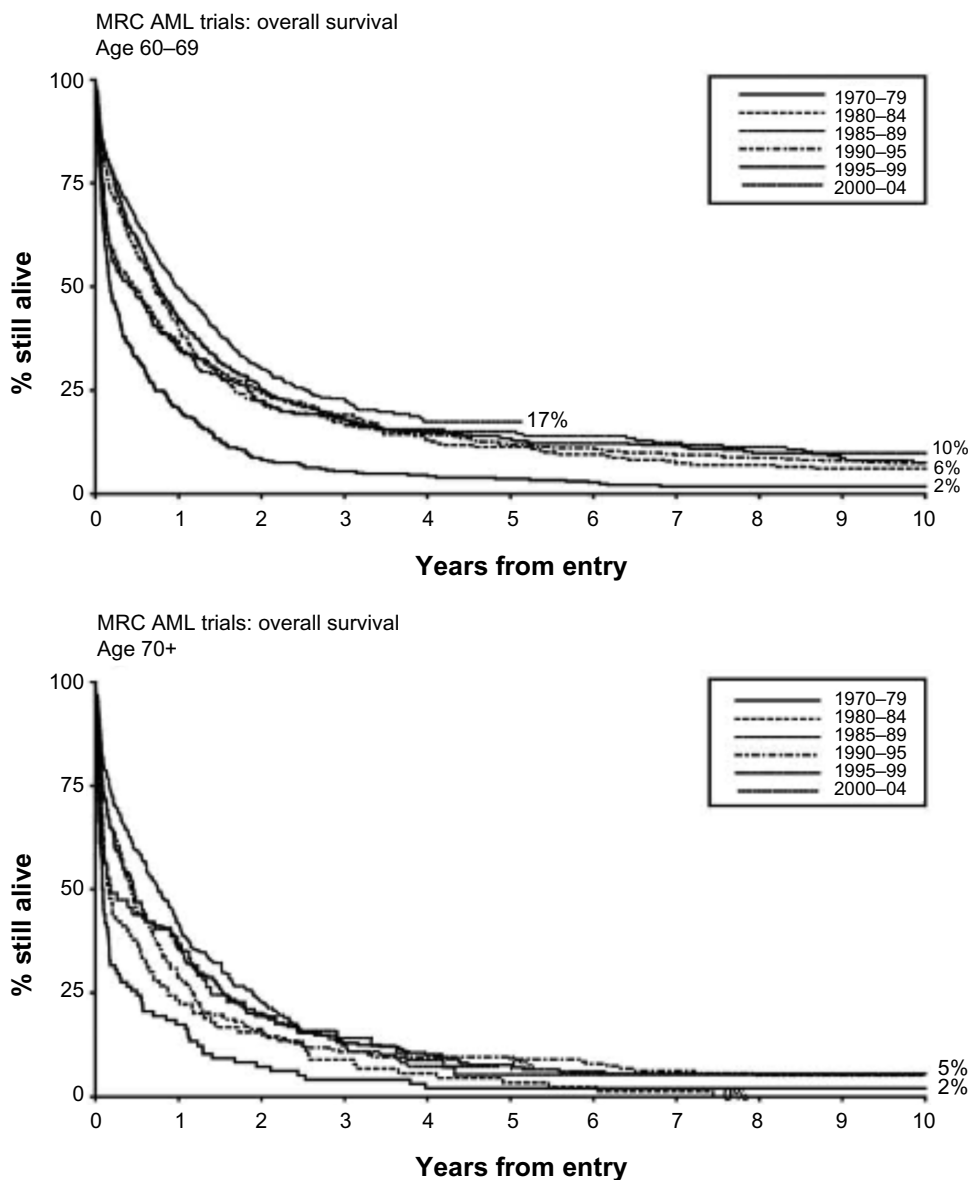 MRC AML trials: overall survival
Age 60–69
100
75
50
25
0
% still alive
1970–79
1980–84
1985–89
1990–95
1995–99
2000–04
17%
10%
6%
2%
0 1 2 3 4 5 6 7 8 9 10
Years from entry
MRC AML trials: overall survival
Age 70+
100
75
50
25
0
% still alive
1970–79
1980–84
1985–89
1990–95
1995–99
2000–04
5%
2%
0%
0 1 2 3 4 5 6 7 8 9 10
Years from entry